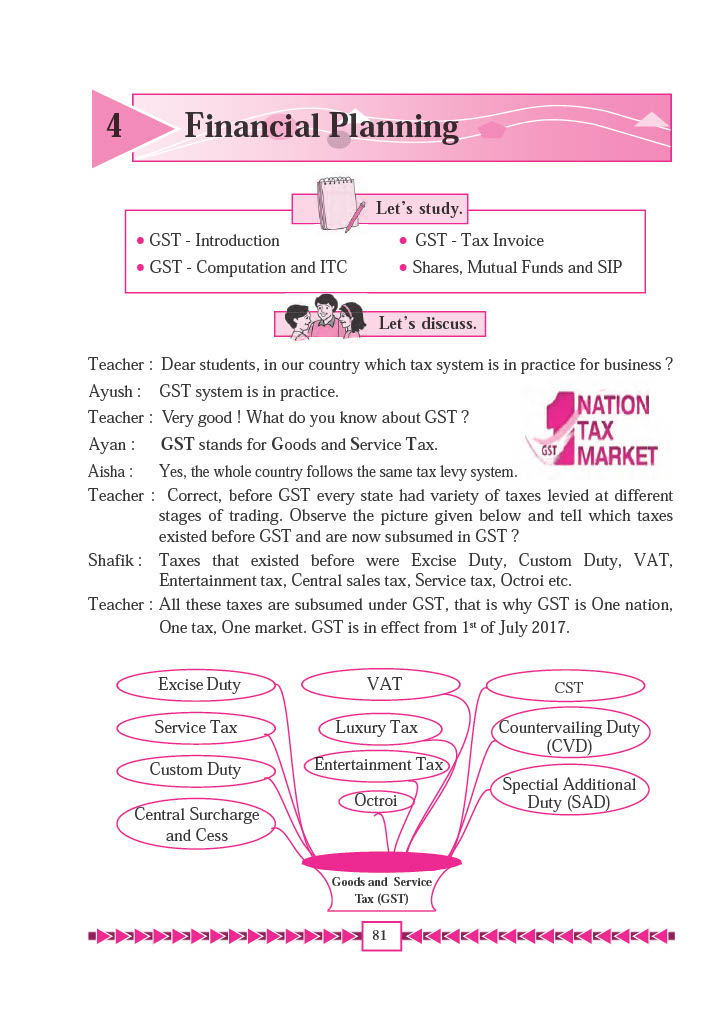 4 Financial Planning
Let's study.
• GST - Introduction
• GST - Tax Invoice
• GST - Computation and ITC
• Shares, Mutual Funds and SIP
Let's discuss.
Teacher : Dear students, in our country which tax system is in practice for business ?
Ayush : GST system is in practice.
Teacher : Very good ! What do you know about GST ?
Ayan : GST stands for Goods and Service Tax.
Aisha : Yes, the whole country follows the same tax levy system.
1 NATION
TAX
MARKET
GST
Teacher : Correct, before GST every state had variety of taxes levied at different
stages of trading. Observe the picture given below and tell which taxes
existed before GST and are now subsumed in GST ?
Shafik : Taxes that existed before were Excise Duty, Custom Duty, VAT,
Entertainment tax, Central sales tax, Service tax, Octroi etc.
Teacher : All these taxes are subsumed under GST, that is why GST is One nation,
One tax, One market. GST is in effect from 1st of July 2017.
Excise Duty
VAT
CST
Service Tax
Luxury Tax
Countervailing Duty
(CVD)
Custom Duty
Entertainment Tax
Spectial Additional
Duty (SAD)
Octroi
Central Surcharge
and Cess
Goods and Service
Tax (GST)
81